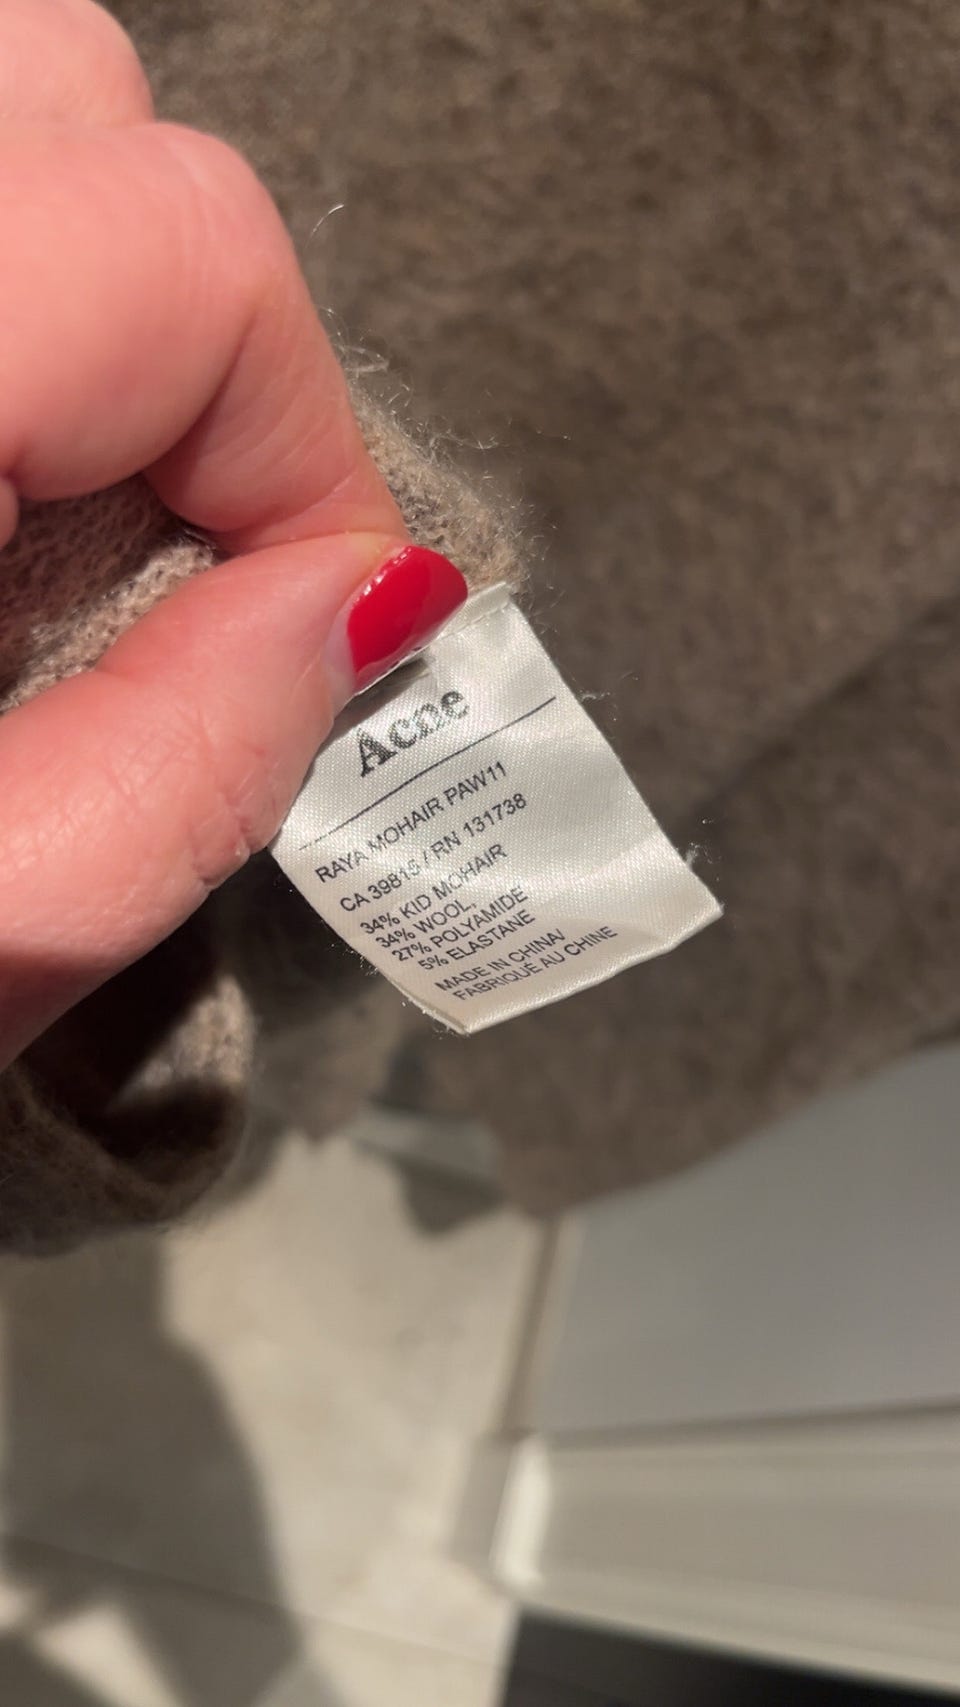 Acne
RAYA MOHAIR PAW11
CA 39815 / RN 131738
34% KID MOHAIR
34% WOOL,
27% POLYAMIDE
5% ELASTANE
MADE IN CHINA/
FABRIQUÉ AU CHINE